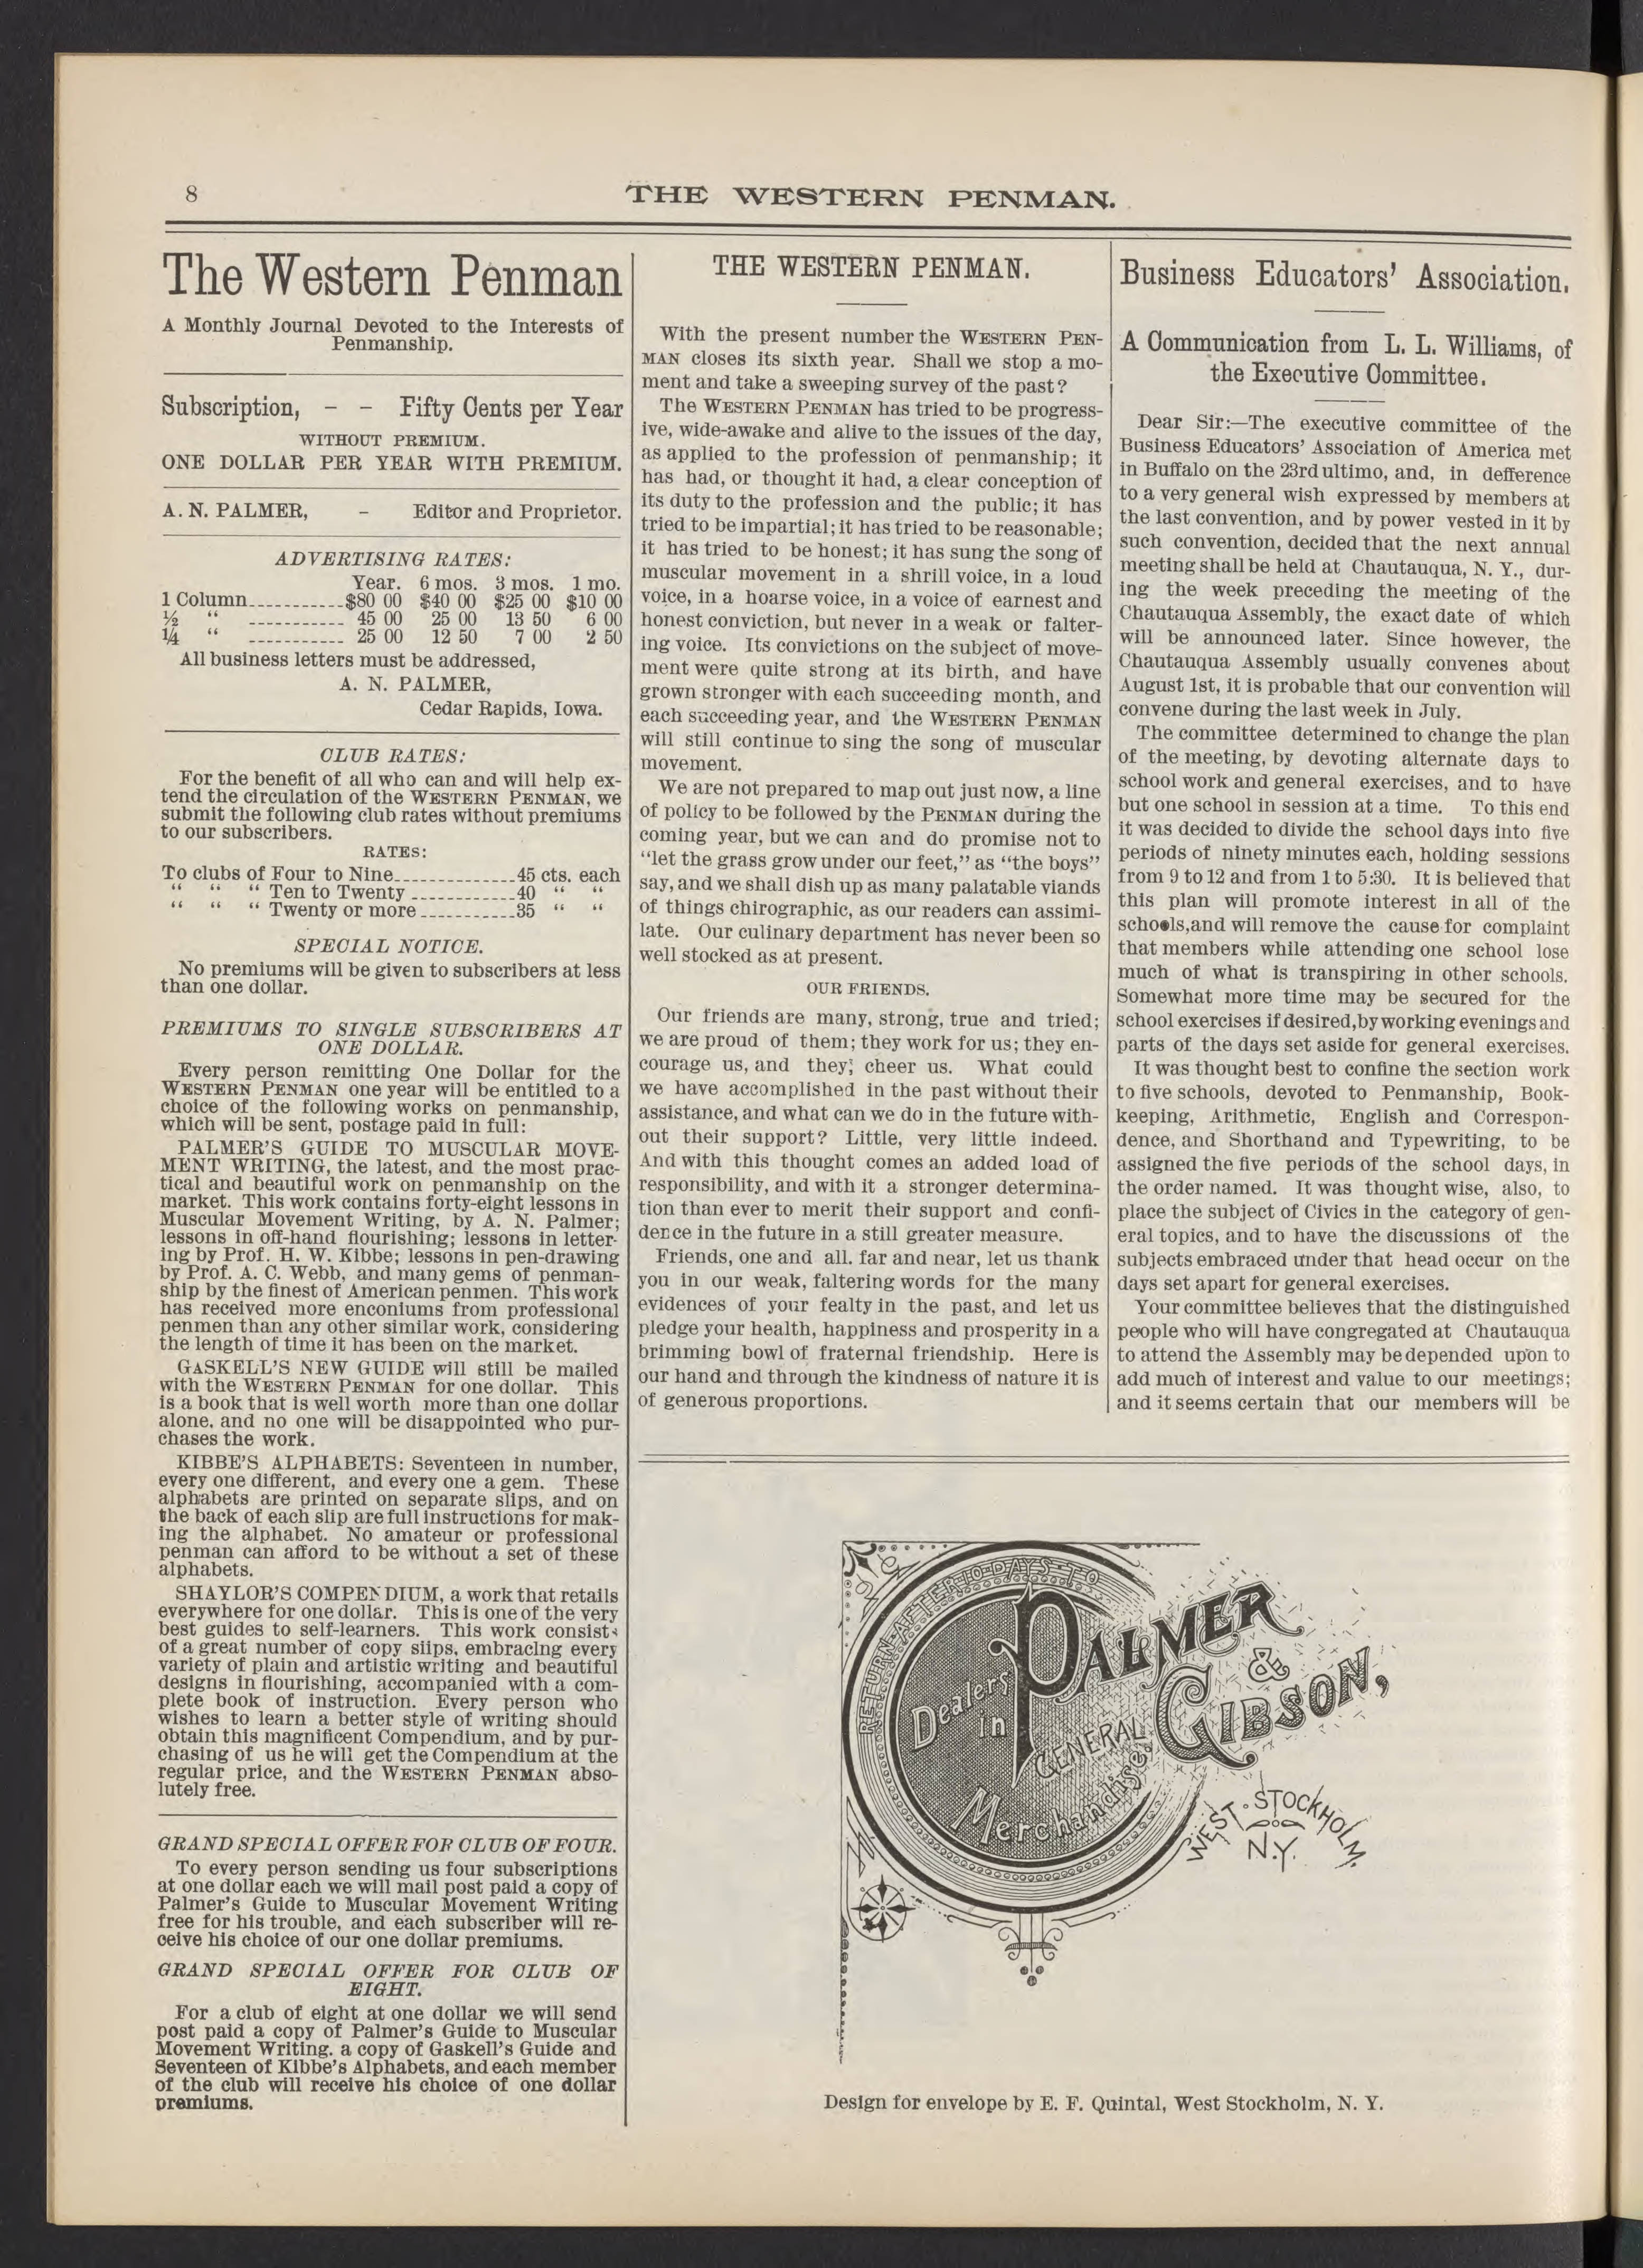 8
THE WESTERN PENMAN.
The Western Penman
A Monthly Journal Devoted to the Interests of
Penmanship.
Subscription, - - Fifty Cents per Year
WITHOUT PREMIUM.
ONE DOLLAR PER YEAR WITH PREMIUM.
A. N. PALMER, - Editor and Proprietor.
ADVERTISING RATES:
Year. 6 mos. 3 mos. 1 mo.
1 Column............$80 00 $40 00 $25 00 $10 00
½ “ ............ 45 00 25 00 13 50 6 00
¼ “ ............ 25 00 12 50 7 00 2 50
All business letters must be addressed,
A. N. PALMER,
Cedar Rapids, Iowa.
CLUB RATES:
For the benefit of all who can and will help ex-
tend the circulation of the WESTERN PENMAN, we
submit the following club rates without premiums
to our subscribers.
RATES:
To clubs of Four to Nine..............45 cts. each
“ “ “ Ten to Twenty ............40 “ “
“ “ “ Twenty or more ...........35 “ “
SPECIAL NOTICE.
No premiums will be given to subscribers at less
than one dollar.
PREMIUMS TO SINGLE SUBSCRIBERS AT
ONE DOLLAR.
Every person remitting One Dollar for the
WESTERN PENMAN one year will be entitled to a
choice of the following works on penmanship,
which will be sent, postage paid in full:
PALMER'S GUIDE TO MUSCULAR MOVE-
MENT WRITING, the latest, and the most prac-
tical and beautiful work on penmanship on the
market. This work contains forty-eight lessons in
Muscular Movement Writing, by A. N. Palmer;
lessons in off-hand flourishing; lessons in letter-
ing by Prof. H. W. Kibbe; lessons in pen-drawing
by Prof. A. C. Webb, and many gems of penman-
ship by the finest of American penmen. This work
has received more enconiums from professional
penmen than any other similar work, considering
the length of time it has been on the market.
GASKELL'S NEW GUIDE will still be mailed
with the WESTERN PENMAN for one dollar. This
is a book that is well worth more than one dollar
alone, and no one will be disappointed who pur-
chases the work.
KIBBE'S ALPHABETS: Seventeen in number,
every one different, and every one a gem. These
alphabets are printed on separate slips, and on
the back of each slip are full instructions for mak-
ing the alphabet. No amateur or professional
penman can afford to be without a set of these
alphabets.
SHAYLOR'S COMPENDIUM, a work that retails
everywhere for one dollar. This is one of the very
best guides to self-learners. This work consists
of a great number of copy slips, embracing every
variety of plain and artistic writing and beautiful
designs in flourishing, accompanied with a com-
plete book of instruction. Every person who
wishes to learn a better style of writing should
obtain this magnificent Compendium, and by pur-
chasing of us he will get the Compendium at the
regular price, and the WESTERN PENMAN abso-
lutely free.
GRAND SPECIAL OFFER FOR CLUB OF FOUR.
To every person sending us four subscriptions
at one dollar each we will mail post paid a copy of
Palmer's Guide to Muscular Movement Writing
free for his trouble, and each subscriber will re-
ceive his choice of our one dollar premiums.
GRAND SPECIAL OFFER FOR CLUB OF
EIGHT.
For a club of eight at one dollar we will send
post paid a copy of Palmer's Guide to Muscular
Movement Writing, a copy of Gaskell's Guide and
Seventeen of Kibbe's Alphabets, and each member
of the club will receive his choice of one dollar
premiums.
THE WESTERN PENMAN.
With the present number the WESTERN PEN-
MAN closes its sixth year. Shall we stop a mo-
ment and take a sweeping survey of the past?
The WESTERN PENMAN has tried to be progress-
ive, wide-awake and alive to the issues of the day,
as applied to the profession of penmanship; it
has had, or thought it had, a clear conception of
its duty to the profession and the public; it has
tried to be impartial; it has tried to be reasonable;
it has tried to be honest; it has sung the song of
muscular movement in a shrill voice, in a loud
voice, in a hoarse voice, in a voice of earnest and
honest conviction, but never in a weak or falter-
ing voice. Its convictions on the subject of move-
ment were quite strong at its birth, and have
grown stronger with each succeeding month, and
each succeeding year, and the WESTERN PENMAN
will still continue to sing the song of muscular
movement.
We are not prepared to map out just now, a line
of policy to be followed by the PENMAN during the
coming year, but we can and do promise not to
“let the grass grow under our feet,” as “the boys”
say, and we shall dish up as many palatable viands
of things chirographic, as our readers can assimi-
late. Our culinary department has never been so
well stocked as at present.
OUR FRIENDS.
Our friends are many, strong, true and tried;
we are proud of them; they work for us; they en-
courage us, and they; cheer us. What could
we have accomplished in the past without their
assistance, and what can we do in the future with-
out their support? Little, very little indeed.
And with this thought comes an added load of
responsibility, and with it a stronger determina-
tion than ever to merit their support and confi-
dence in the future in a still greater measure.
Friends, one and all. far and near, let us thank
you in our weak, faltering words for the many
evidences of your fealty in the past, and let us
pledge your health, happiness and prosperity in a
brimming bowl of fraternal friendship. Here is
our hand and through the kindness of nature it is
of generous proportions.
Business Educators' Association.
A Communication from L. L. Williams, of
the Executive Committee.
Dear Sir:—The executive committee of the
Business Educators' Association of America met
in Buffalo on the 23rd ultimo, and, in defference
to a very general wish expressed by members at
the last convention, and by power vested in it by
such convention, decided that the next annual
meeting shall be held at Chautauqua, N. Y., dur-
ing the week preceding the meeting of the
Chautauqua Assembly, the exact date of which
will be announced later. Since however, the
Chautauqua Assembly usually convenes about
August 1st, it is probable that our convention will
convene during the last week in July.
The committee determined to change the plan
of the meeting, by devoting alternate days to
school work and general exercises, and to have
but one school in session at a time. To this end
it was decided to divide the school days into five
periods of ninety minutes each, holding sessions
from 9 to 12 and from 1 to 5:30. It is believed that
this plan will promote interest in all of the
schools,and will remove the cause for complaint
that members while attending one school lose
much of what is transpiring in other schools.
Somewhat more time may be secured for the
school exercises if desired,by working evenings and
parts of the days set aside for general exercises.
It was thought best to confine the section work
to five schools, devoted to Penmanship, Book-
keeping, Arithmetic, English and Correspon-
dence, and Shorthand and Typewriting, to be
assigned the five periods of the school days, in
the order named. It was thought wise, also, to
place the subject of Civics in the category of gen-
eral topics, and to have the discussions of the
subjects embraced under that head occur on the
days set apart for general exercises.
Your committee believes that the distinguished
people who will have congregated at Chautauqua
to attend the Assembly may be depended upon to
add much of interest and value to our meetings;
and it seems certain that our members will be
RETURN-AFTER-10-DAYS-TO
PALMER
&
GIBSON,
Dealers
in
GENERAL
Merchandise.
WEST STOCKHOLM.
N.Y.
Design for envelope by E. F. Quintal, West Stockholm, N. Y.